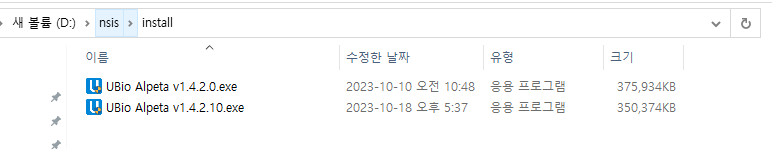 새 볼륨 (D:) > nsis > install
이름 수정한 날짜 유형 크기
UBio Alpeta v1.4.2.0.exe 2023-10-10 오전 10:48 응용 프로그램 375,934KB
UBio Alpeta v1.4.2.10.exe 2023-10-18 오후 5:37 응용 프로그램 350,374KB